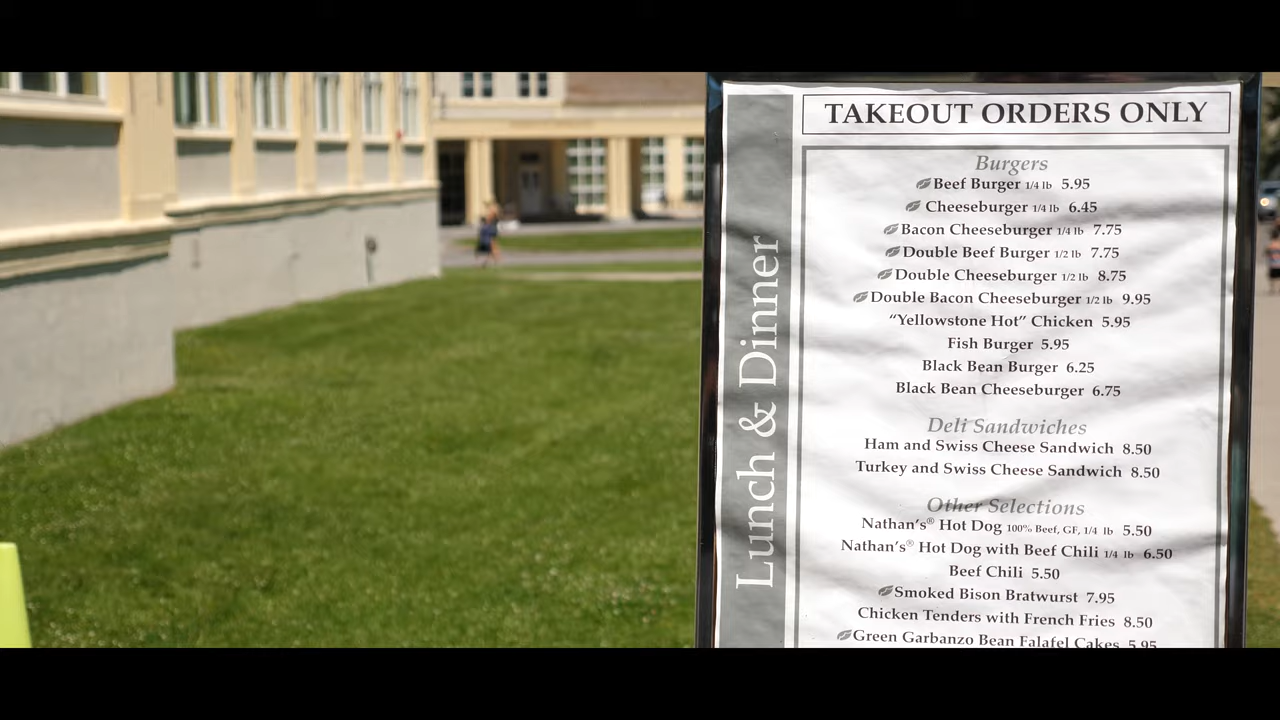 TAKEOUT ORDERS ONLY
Lunch & Dinner
Burgers
Beef Burger 1/4 lb 5.95
Cheeseburger 1/4 lb 6.45
Bacon Cheeseburger 1/4 lb 7.75
Double Beef Burger 1/2 lb 7.75
Double Cheeseburger 1/2 lb 8.75
Double Bacon Cheeseburger 1/2 lb 9.95
“Yellowstone Hot” Chicken 5.95
Fish Burger 5.95
Black Bean Burger 6.25
Black Bean Cheeseburger 6.75
Deli Sandwiches
Ham and Swiss Cheese Sandwich 8.50
Turkey and Swiss Cheese Sandwich 8.50
Other Selections
Nathan's® Hot Dog 100% Beef, GF, 1/4 lb 5.50
Nathan's® Hot Dog with Beef Chili 1/4 lb 6.50
Beef Chili 5.50
Smoked Bison Bratwurst 7.95
Chicken Tenders with French Fries 8.50
Green Garbanzo Bean Falafel Cakes 5.95